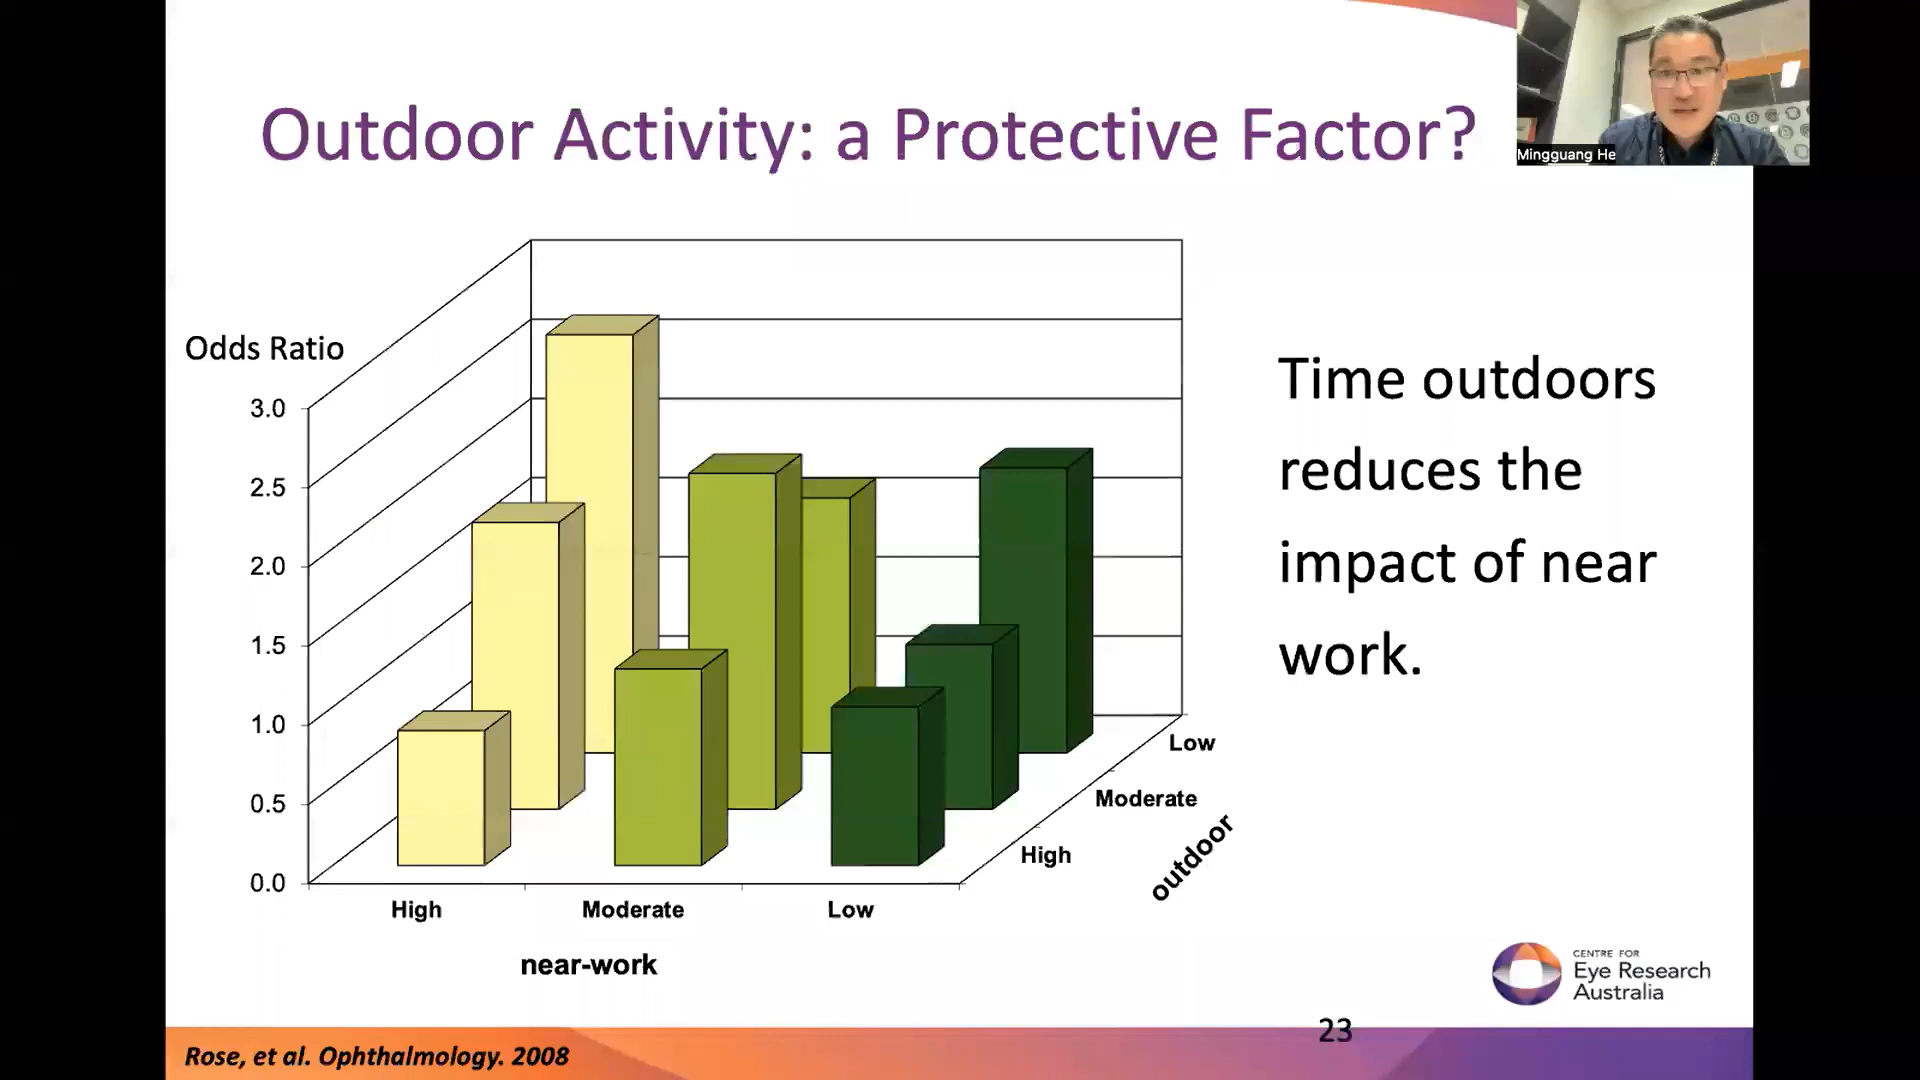 Outdoor Activity: a Protective Factor?
Mingguang He
Odds Ratio
3.0
2.5
2.0
1.5
1.0
0.5
0.0
High
Moderate
Low
near-work
Low
Moderate
High
outdoor
Time outdoors
reduces the
impact of near
work.
CENTRE FOR
Eye Research
Australia
23
Rose, et al. Ophthalmology. 2008